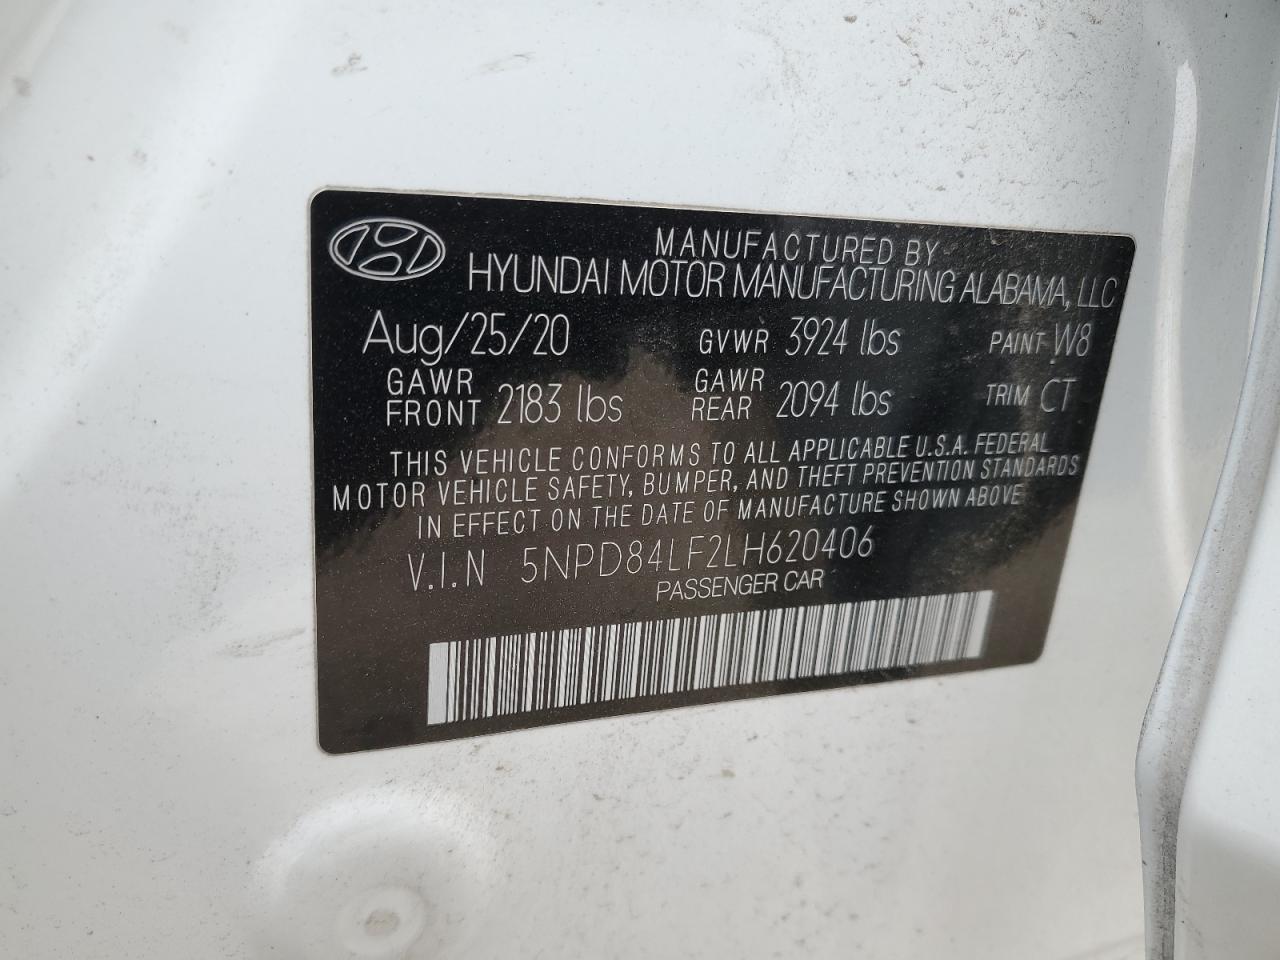 MANUFACTURED BY
HYUNDAI MOTOR MANUFACTURING ALABAMA, LLC
Aug/25/20 GVWR 3924 lbs PAINT W8
GAWR FRONT 2183 lbs GAWR REAR 2094 lbs TRIM CT
THIS VEHICLE CONFORMS TO ALL APPLICABLE U.S.A. FEDERAL
MOTOR VEHICLE SAFETY, BUMPER, AND THEFT PREVENTION STANDARDS
IN EFFECT ON THE DATE OF MANUFACTURE SHOWN ABOVE
V.I.N 5NPD84LF2LH620406
PASSENGER CAR